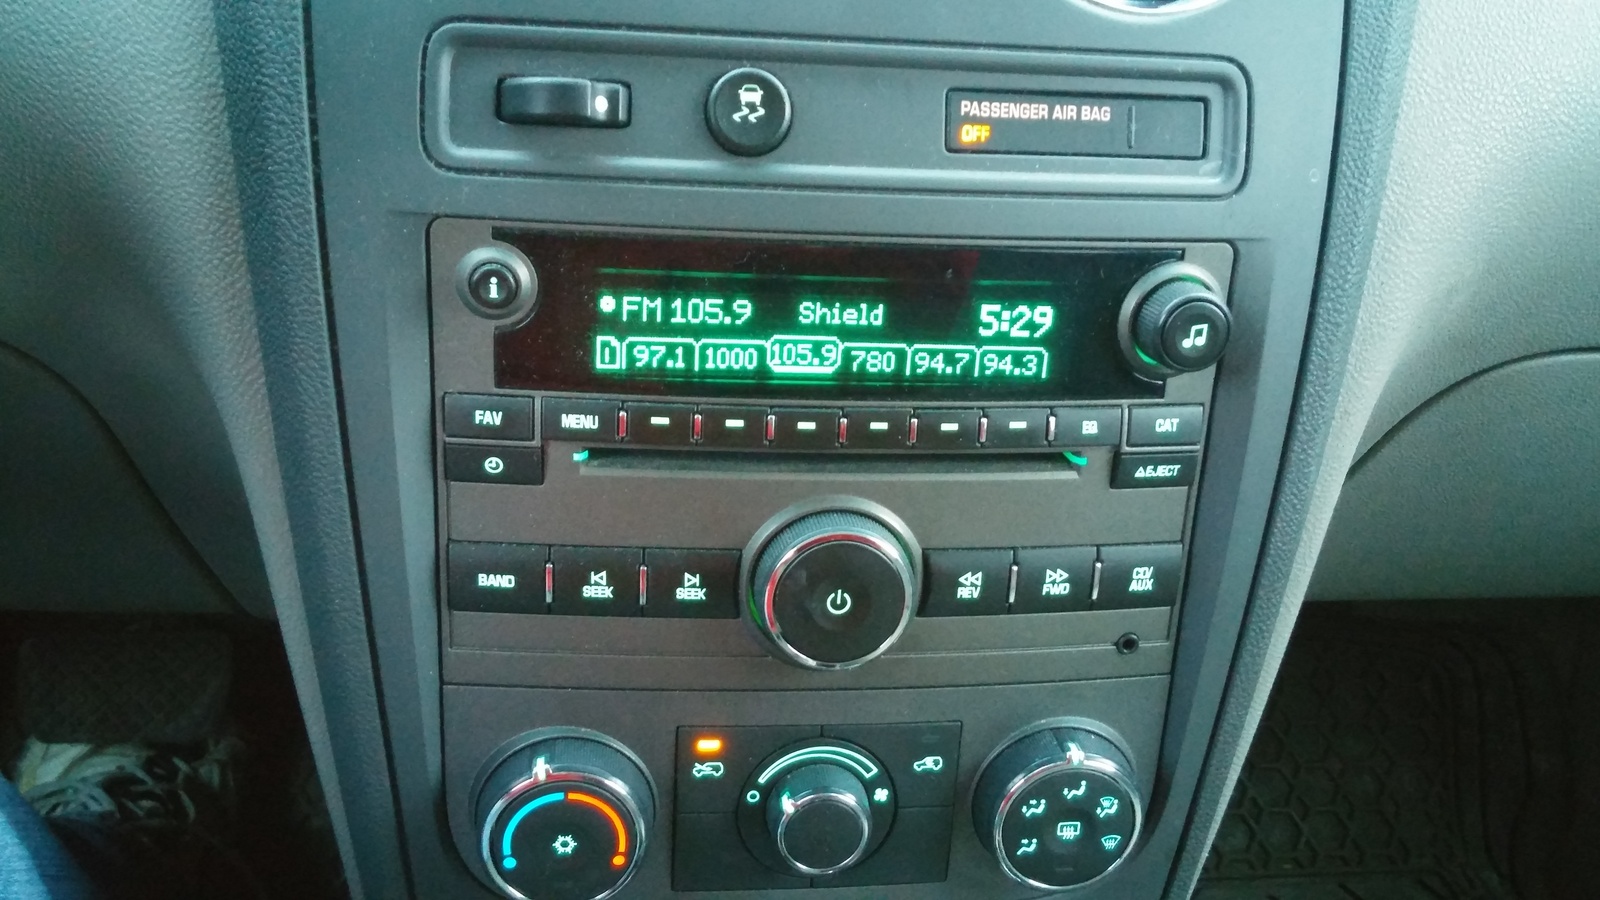 PASSENGER AIR BAG
OFF
i
FM 105.9 Shield 5:29
1 97.1 1000 105.9 780 94.7 94.3
FAV MENU EQ CAT
EJECT
BAND SEEK SEEK REV FWD CD/
AUX